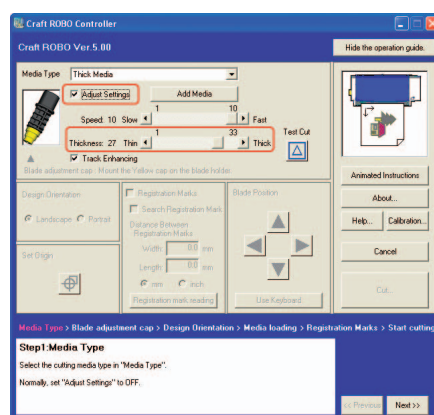 Craft ROBO Controller
Craft ROBO Ver.5.00
Hide the operation guide.
Media Type Thick Media
Adjust Settings Add Media
1 10
Speed: 10 Slow Fast
1 33 Test Cut
Thickness: 27 Thin Thick
Track Enhancing
Blade adjustment cap : Mount the Yellow cap on the blade holder.
Animated Instructions
About...
Help... Calibration...
Cancel
Cut...
Design Orientation
Landscape Portrait
Set Origin
Registration Marks
Search Registration Mark
Distance Between
Registration Marks
Width: 0.0 mm
Length: 0.0 mm
mm inch
Registration mark reading
Blade Position
Use Keyboard
Media Type > Blade adjustment cap > Design Orientation > Media loading > Registration Marks > Start cutting
Step1:Media Type
Select the cutting media type in "Media Type".
Normally, set "Adjust Settings" to OFF.
<< Previous Next >>